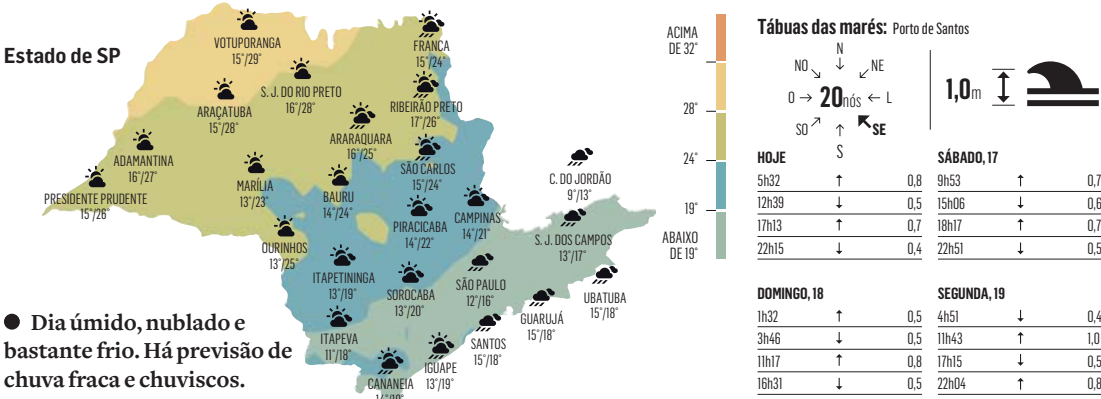 Estado de SP
VOTUPORANGA
15°/29°
FRANCA
15°/24°
S. J. DO RIO PRETO
16°/28°
ARAÇATUBA
15°/28°
RIBEIRÃO PRETO
17°/26°
ARARAQUARA
16°/25°
ADAMANTINA
16°/27°
SÃO CARLOS
15°/24°
PRESIDENTE PRUDENTE
15°/26°
MARÍLIA
13°/23°
BAURU
14°/24°
C. DO JORDÃO
9°/13°
PIRACICABA
14°/22°
CAMPINAS
14°/21°
OURINHOS
13°/25°
S. J. DOS CAMPOS
13°/17°
ITAPETININGA
13°/19°
SOROCABA
13°/20°
SÃO PAULO
12°/16°
UBATUBA
15°/18°
GUARUJÁ
15°/18°
ITAPEVA
11°/18°
SANTOS
15°/18°
IGUAPE
13°/19°
CANANEIA
● Dia úmido, nublado e
bastante frio. Há previsão de
chuva fraca e chuviscos.
ACIMA
DE 32°
28°
24°
19°
ABAIXO
DE 19°
Tábuas das marés: Porto de Santos
N
NO ↘ ↓ ↙ NE
O → 20nós ← L
SO ↗ ↑ ↖ SE
S
1,0m
HOJE
5h32 ↑ 0,8
12h39 ↓ 0,5
17h13 ↑ 0,7
22h15 ↓ 0,4
SÁBADO, 17
9h53 ↑ 0,7
15h06 ↓ 0,6
18h17 ↑ 0,7
22h51 ↓ 0,5
DOMINGO, 18
1h32 ↑ 0,5
3h46 ↓ 0,5
11h17 ↑ 0,8
16h31 ↓ 0,5
SEGUNDA, 19
4h51 ↓ 0,4
11h43 ↑ 1,0
17h15 ↓ 0,5
22h04 ↑ 0,8